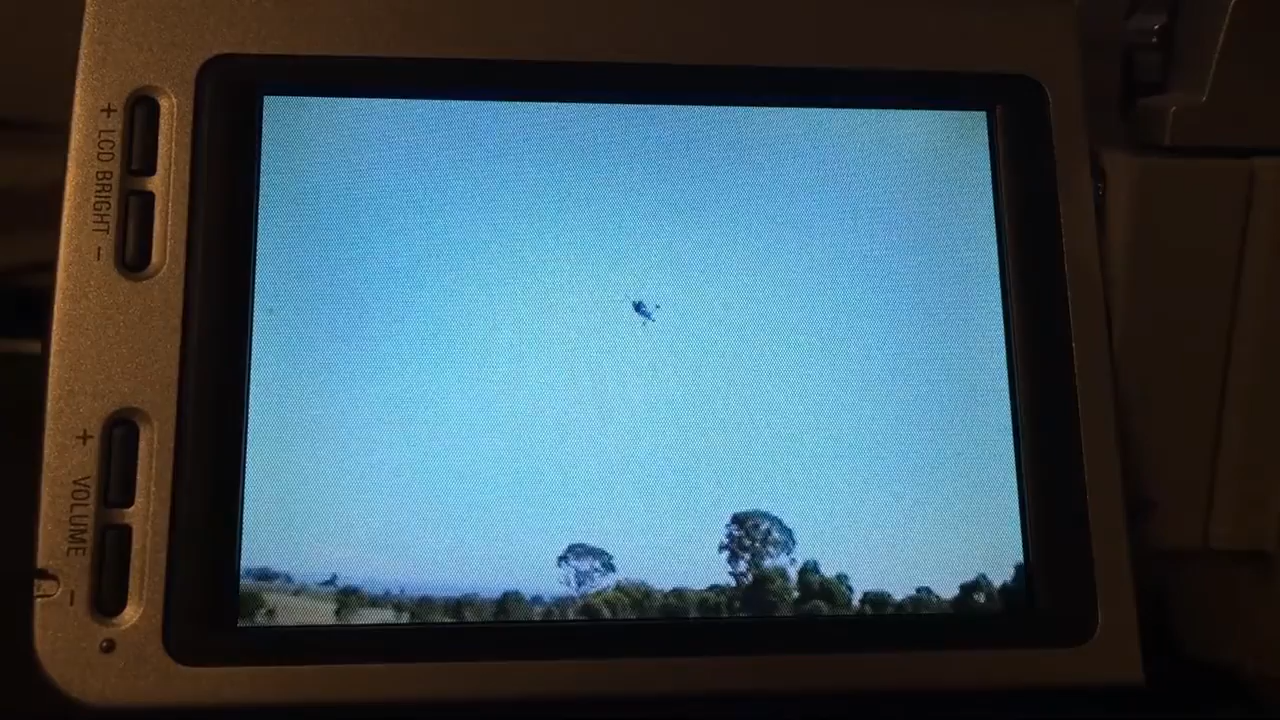 + LCD BRIGHT -
+ VOLUME -